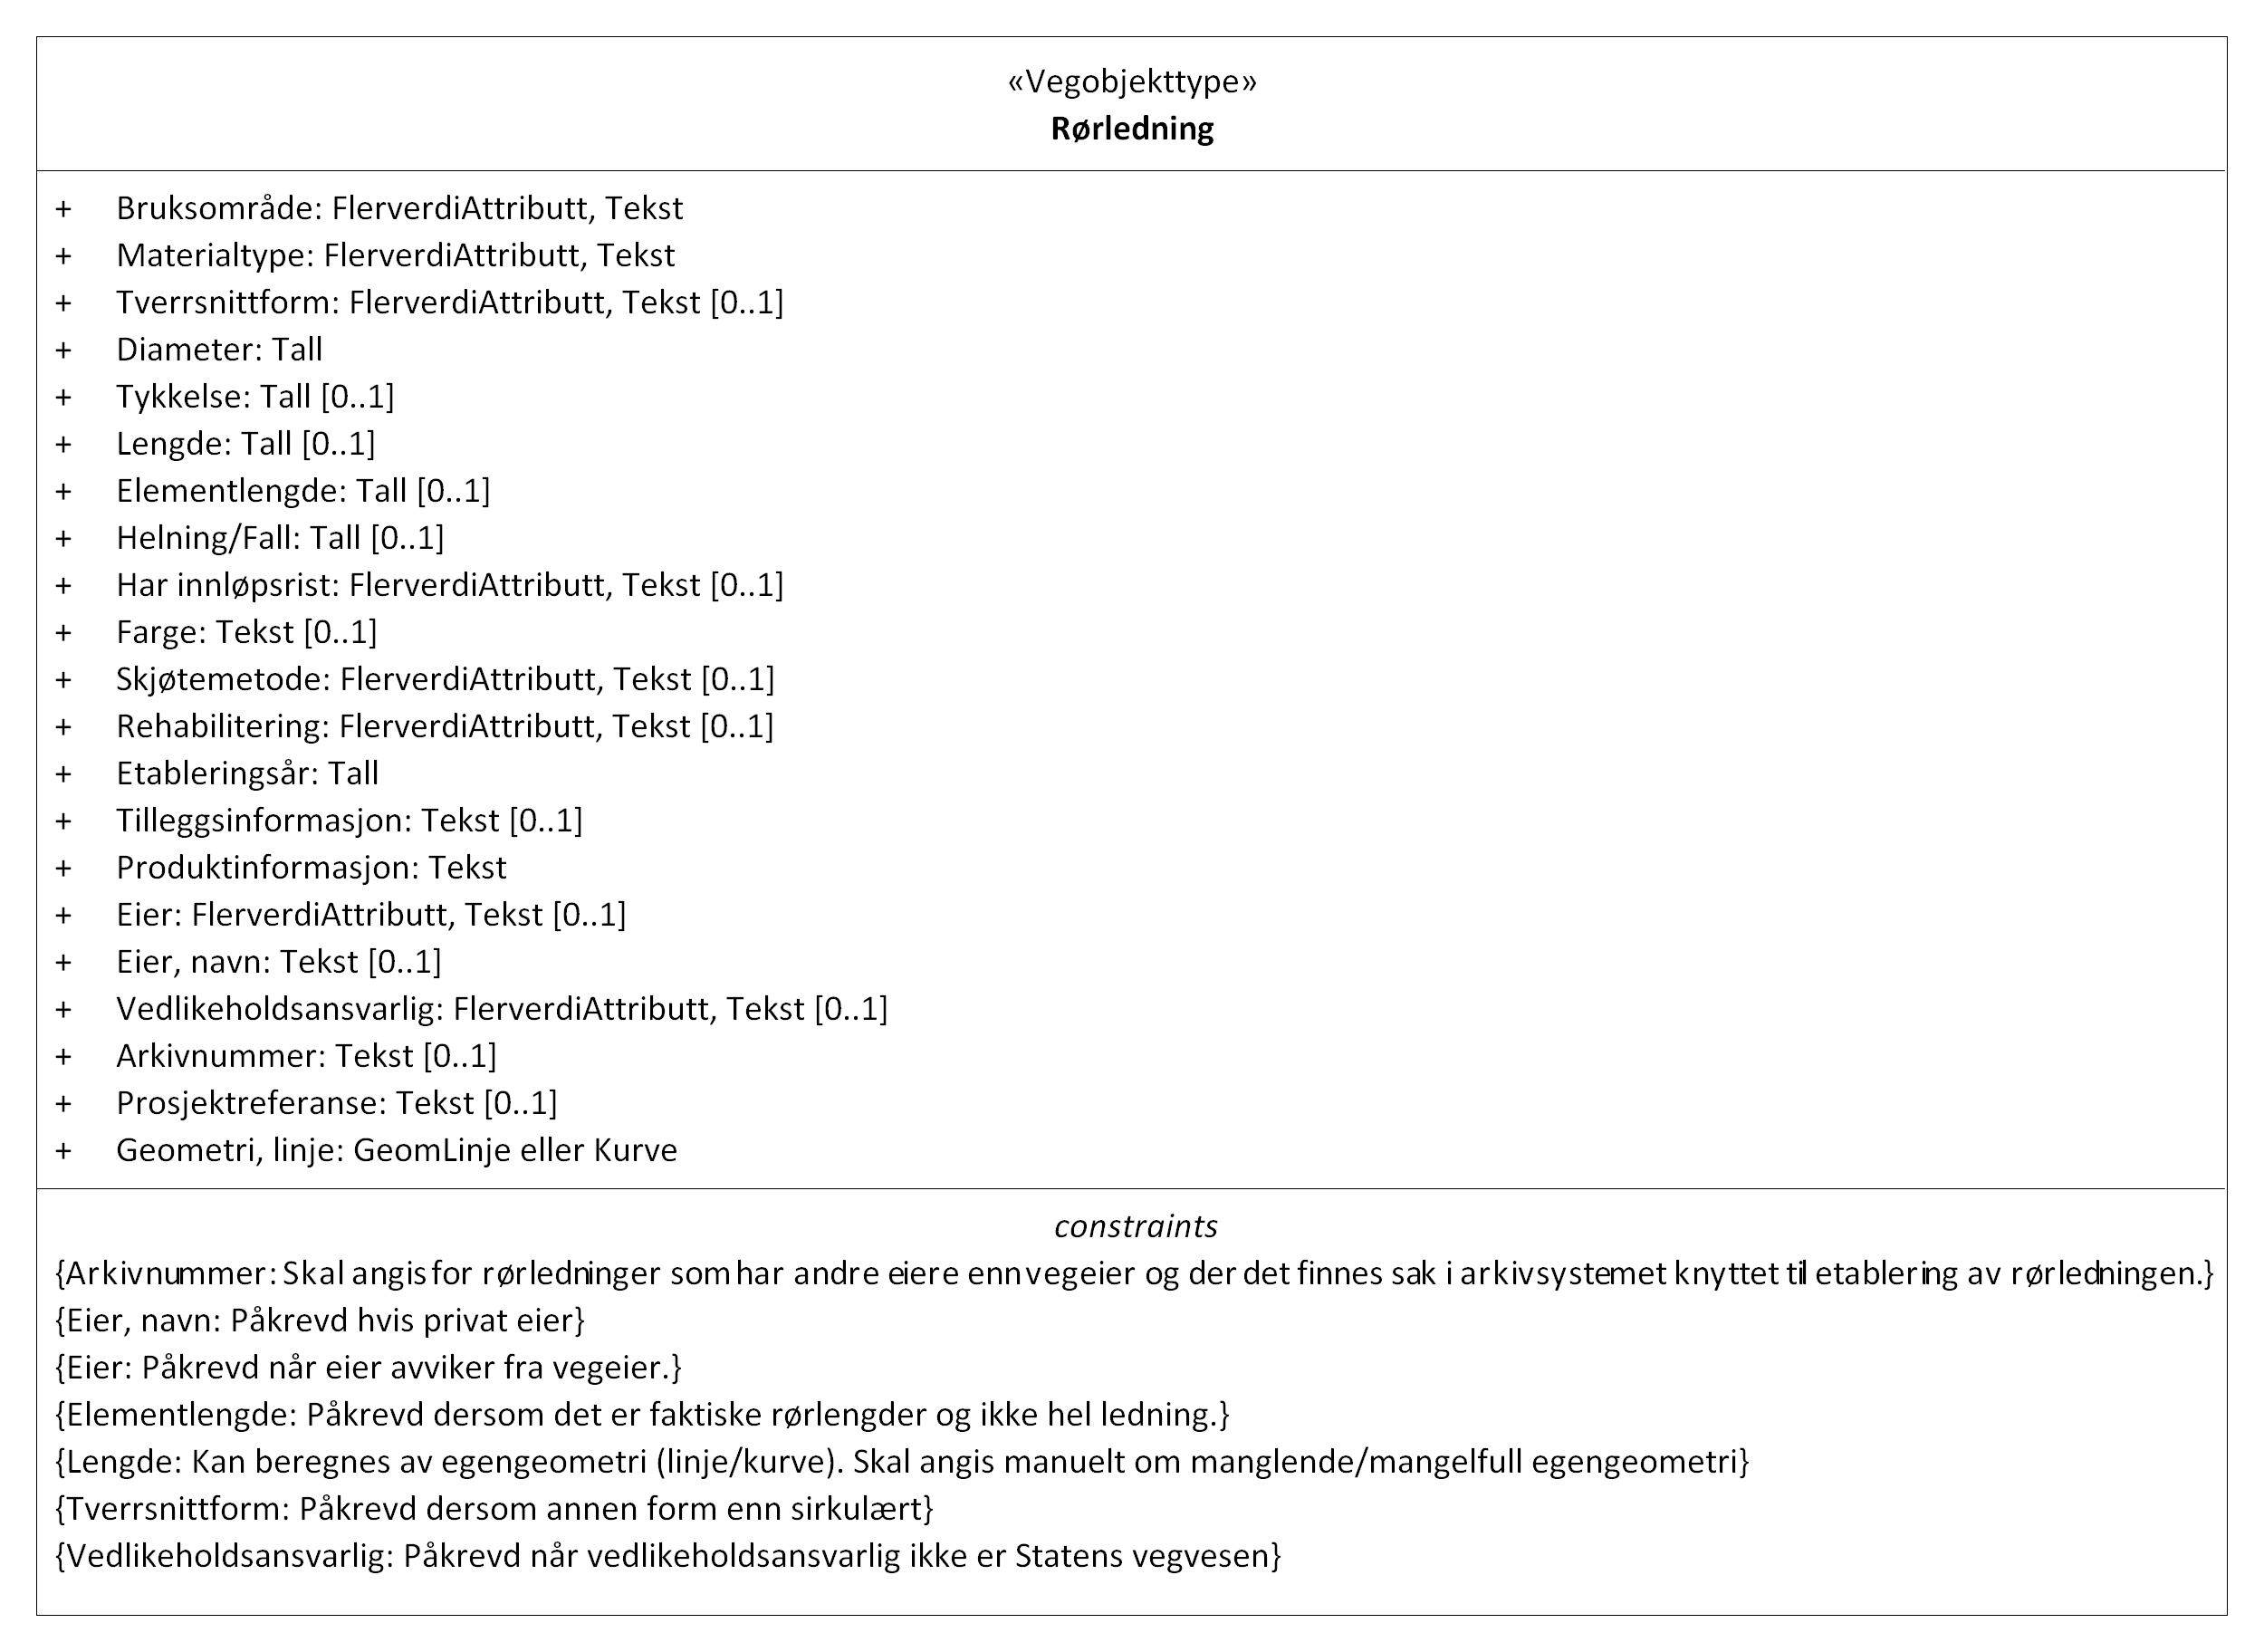 «Vegobjekttype»
Rørledning
+ Bruksområde: FlerverdiAttributt, Tekst
+ Materialtype: FlerverdiAttributt, Tekst
+ Tverrsnittform: FlerverdiAttributt, Tekst [0..1]
+ Diameter: Tall
+ Tykkelse: Tall [0..1]
+ Lengde: Tall [0..1]
+ Elementlengde: Tall [0..1]
+ Helning/Fall: Tall [0..1]
+ Har innløpsrist: FlerverdiAttributt, Tekst [0..1]
+ Farge: Tekst [0..1]
+ Skjøtemetode: FlerverdiAttributt, Tekst [0..1]
+ Rehabilitering: FlerverdiAttributt, Tekst [0..1]
+ Etableringsår: Tall
+ Tilleggsinformasjon: Tekst [0..1]
+ Produktinformasjon: Tekst
+ Eier: FlerverdiAttributt, Tekst [0..1]
+ Eier, navn: Tekst [0..1]
+ Vedlikeholdsansvarlig: FlerverdiAttributt, Tekst [0..1]
+ Arkivnummer: Tekst [0..1]
+ Prosjektreferanse: Tekst [0..1]
+ Geometri, linje: GeomLinje eller Kurve
constraints
{Arkivnummer: Skal angis for rørledninger som har andre eiere enn vegeier og der det finnes sak i arkivsystemet knyttet til etablering av rørledningen.}
{Eier, navn: Påkrevd hvis privat eier}
{Eier: Påkrevd når eier avviker fra vegeier.}
{Elementlengde: Påkrevd dersom det er faktiske rørlengder og ikke hel ledning.}
{Lengde: Kan beregnes av egengeometri (linje/kurve). Skal angis manuelt om manglende/mangelfull egengeometri}
{Tverrsnittform: Påkrevd dersom annen form enn sirkulært}
{Vedlikeholdsansvarlig: Påkrevd når vedlikeholdsansvarlig ikke er Statens vegvesen}